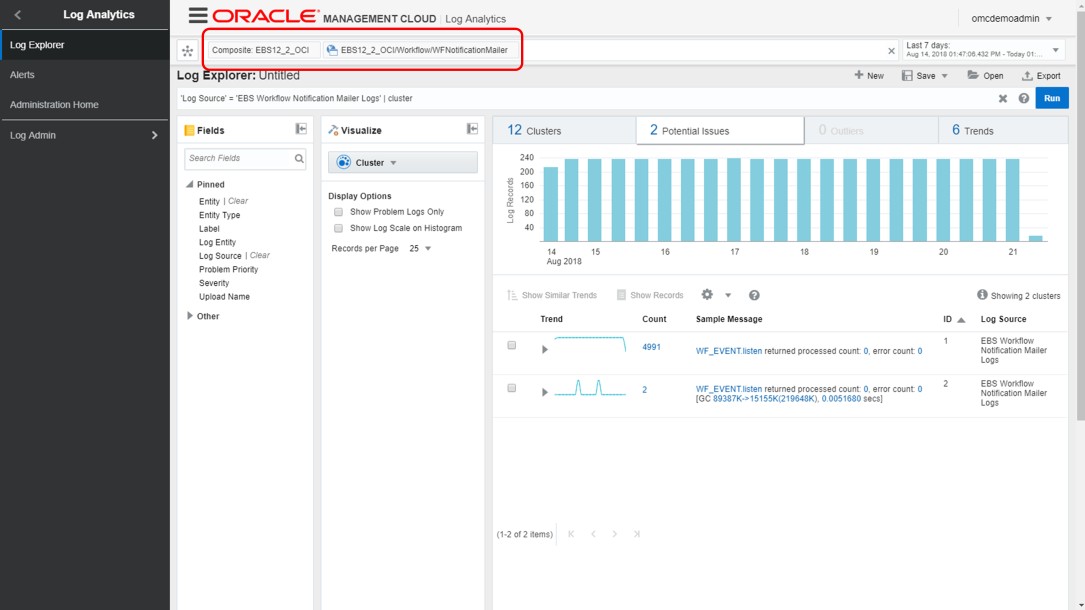 Log Analytics
ORACLE MANAGEMENT CLOUD | Log Analytics
omcdemoadmin
Log Explorer
Alerts
Administration Home
Log Admin
Composite: EBS12_2_OCI
EBS12_2_OCI/Workflow/WFNotificationMailer
Last 7 days:
Aug 14, 2018 01:47:06.432 PM - Today 01:...
Log Explorer: Untitled
New
Save
Open
Export
'Log Source' = 'EBS Workflow Notification Mailer Logs' | cluster
Run
Fields
Search Fields
Pinned
Entity | Clear
Entity Type
Label
Log Entity
Log Source | Clear
Problem Priority
Severity
Upload Name
Other
Visualize
Cluster
Display Options
Show Problem Logs Only
Show Log Scale on Histogram
Records per Page 25
12 Clusters
2 Potential Issues
0 Outliers
6 Trends
Log Records
240
200
160
120
80
40
14 15 16 17 18 19 20 21
Aug 2018
Show Similar Trends
Show Records
Showing 2 clusters
Trend Count Sample Message ID Log Source
4991 WF_EVENT.listen returned processed count: 0, error count: 0 1 EBS Workflow
Notification Mailer
Logs
2 WF_EVENT.listen returned processed count: 0, error count: 0 2 EBS Workflow
[GC 89387K->15155K(219648K), 0.0051680 secs] Notification Mailer
Logs
(1-2 of 2 items)